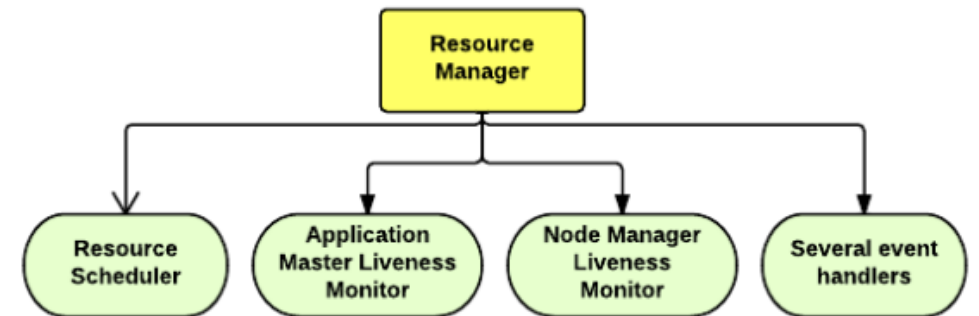 Resource
Manager
Resource
Scheduler
Application
Master Liveness
Monitor
Node Manager
Liveness
Monitor
Several event
handlers